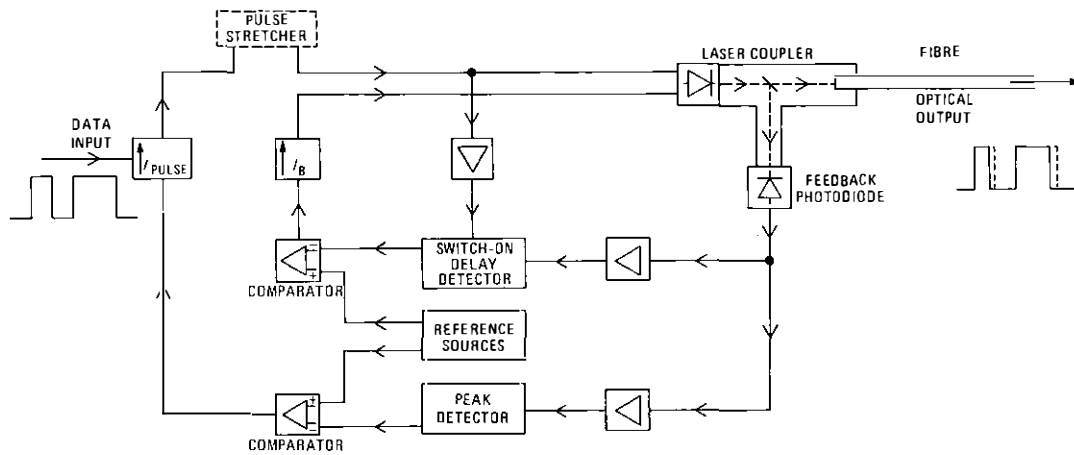 PULSE
STRETCHER
LASER COUPLER
FIBRE
OPTICAL
OUTPUT
DATA
INPUT
I PULSE
I B
FEEDBACK
PHOTODIODE
SWITCH-ON
DELAY
DETECTOR
COMPARATOR
REFERENCE
SOURCES
PEAK
DETECTOR
COMPARATOR